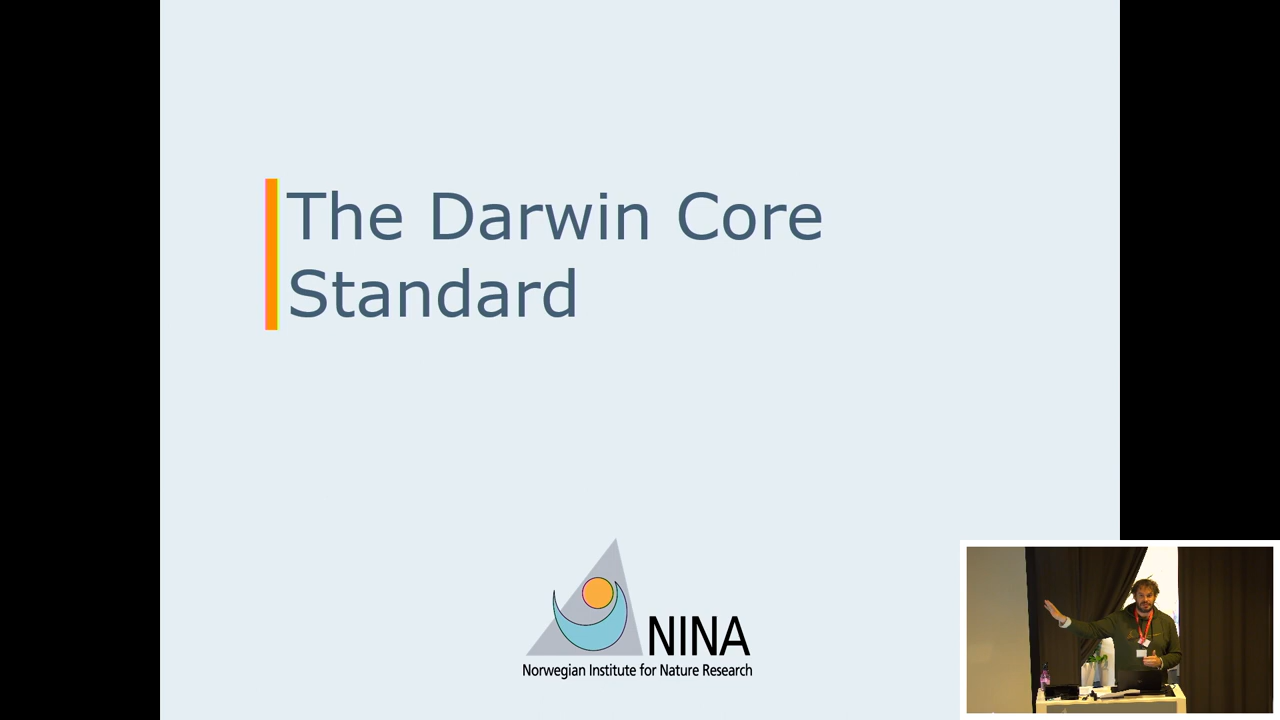 The Darwin Core
Standard
NINA
Norwegian Institute for Nature Research